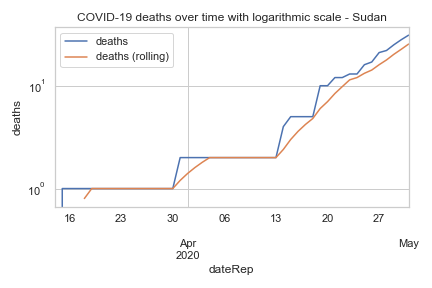 COVID-19 deaths over time with logarithmic scale - Sudan
deaths
deaths (rolling)
deaths
10¹
10⁰
16 23 30 06 13 20 27
Apr May
2020
dateRep